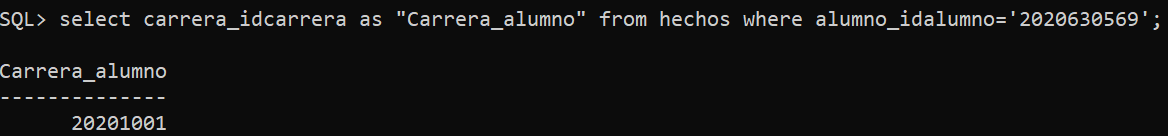 SQL> select carrera_idcarrera as "Carrera_alumno" from hechos where alumno_idalumno='2020630569';
Carrera_alumno
--------------
20201001